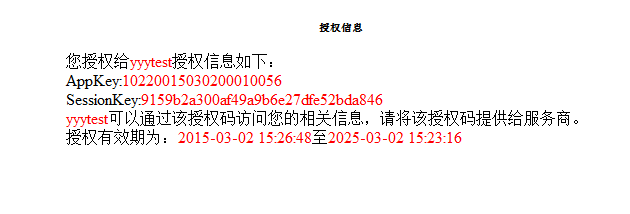 授权信息
您授权给yyytest授权信息如下：
AppKey:10220015030200010056
SessionKey:9159b2a300af49a9b6e27dfe52bda846
yyytest可以通过该授权码访问您的相关信息，请将该授权码提供给服务商。
授权有效期为：2015-03-02 15:26:48至2025-03-02 15:23:16